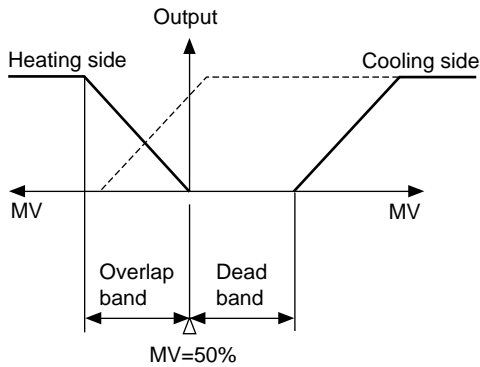 Output
Heating side
Cooling side
MV
MV
Overlap
band
Dead
band
MV=50%